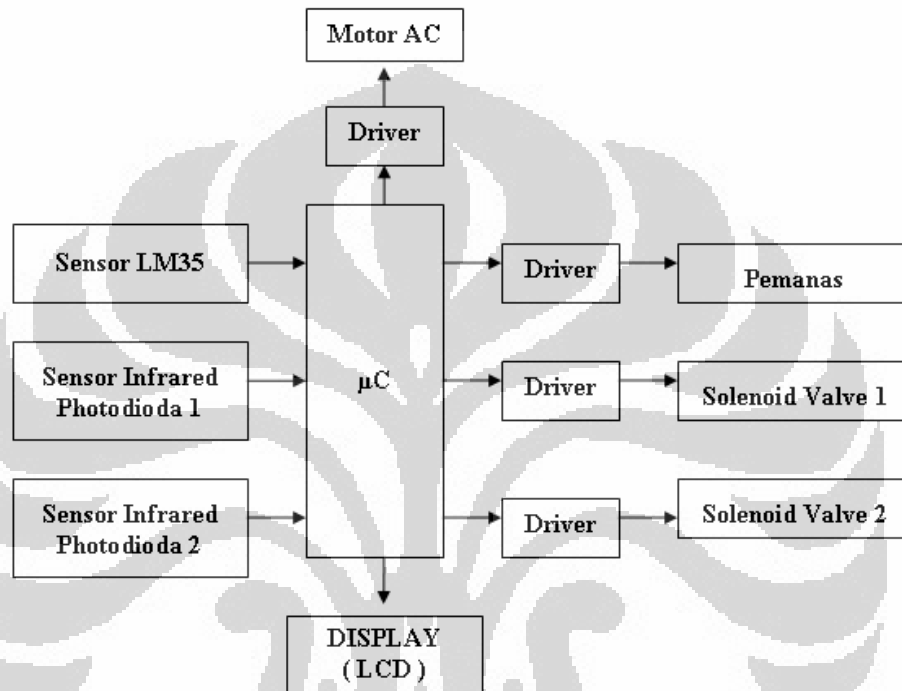 Motor AC
Driver
Sensor LM35
Driver
Pemanas
Sensor Infrared
Photodioda 1
µC
Driver
Solenoid Valve 1
Sensor Infrared
Photodioda 2
Driver
Solenoid Valve 2
DISPLAY
( LCD )